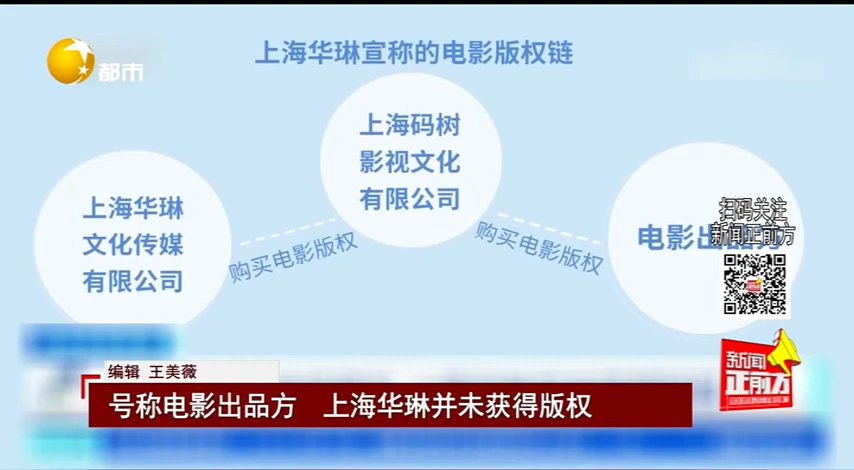 上海华琳宣称的电影版权链
都市
上海码树
影视文化
有限公司
上海华琳
文化传媒
有限公司
购买电影版权
购买电影版权
电影出品方
扫码关注
新闻正前方
新闻
正前方
编辑 王美薇
号称电影出品方 上海华琳并未获得版权